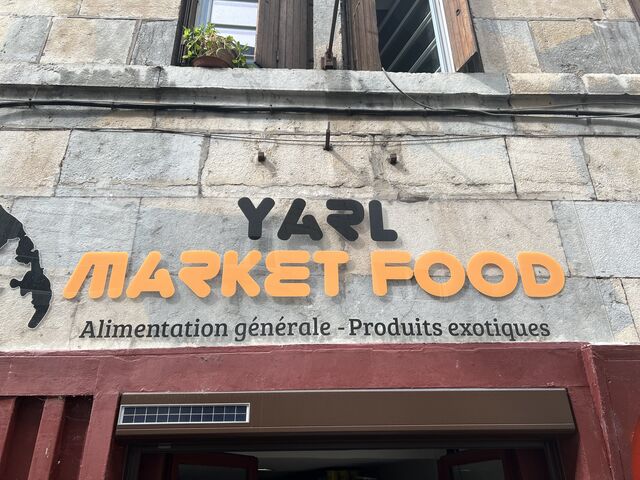 YARL
MARKET FOOD
Alimentation générale - Produits exotiques